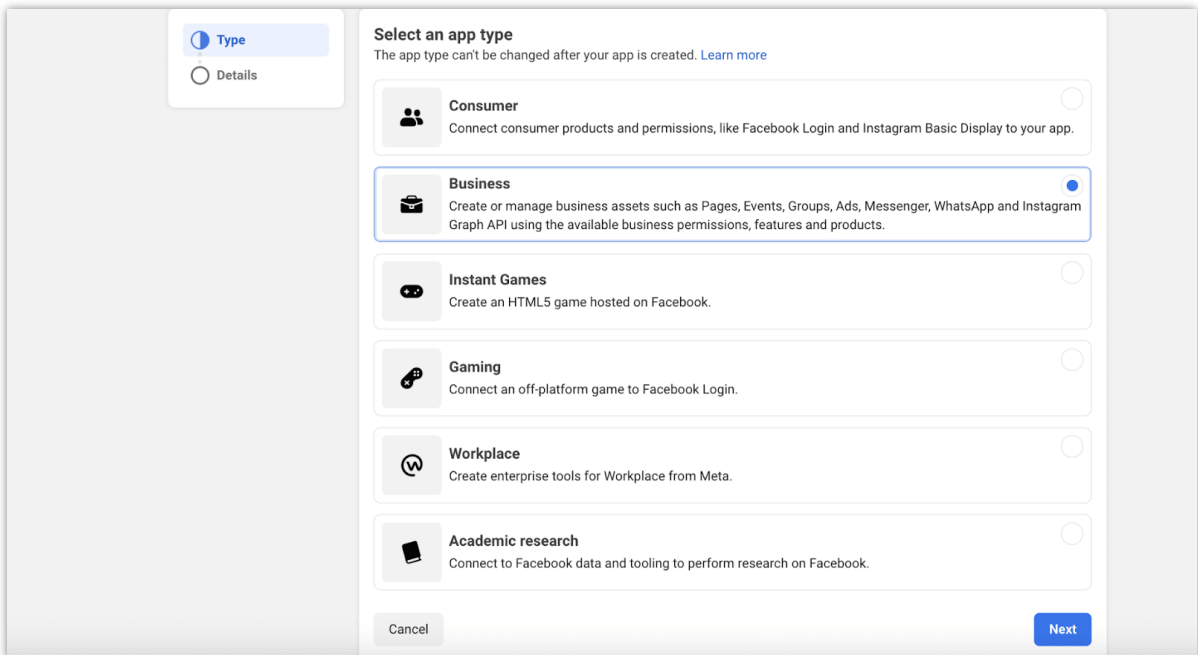 Type
Details
Select an app type
The app type can't be changed after your app is created. Learn more
Consumer
Connect consumer products and permissions, like Facebook Login and Instagram Basic Display to your app.
Business
Create or manage business assets such as Pages, Events, Groups, Ads, Messenger, WhatsApp and Instagram
Graph API using the available business permissions, features and products.
Instant Games
Create an HTML5 game hosted on Facebook.
Gaming
Connect an off-platform game to Facebook Login.
Workplace
Create enterprise tools for Workplace from Meta.
Academic research
Connect to Facebook data and tooling to perform research on Facebook.
Cancel
Next